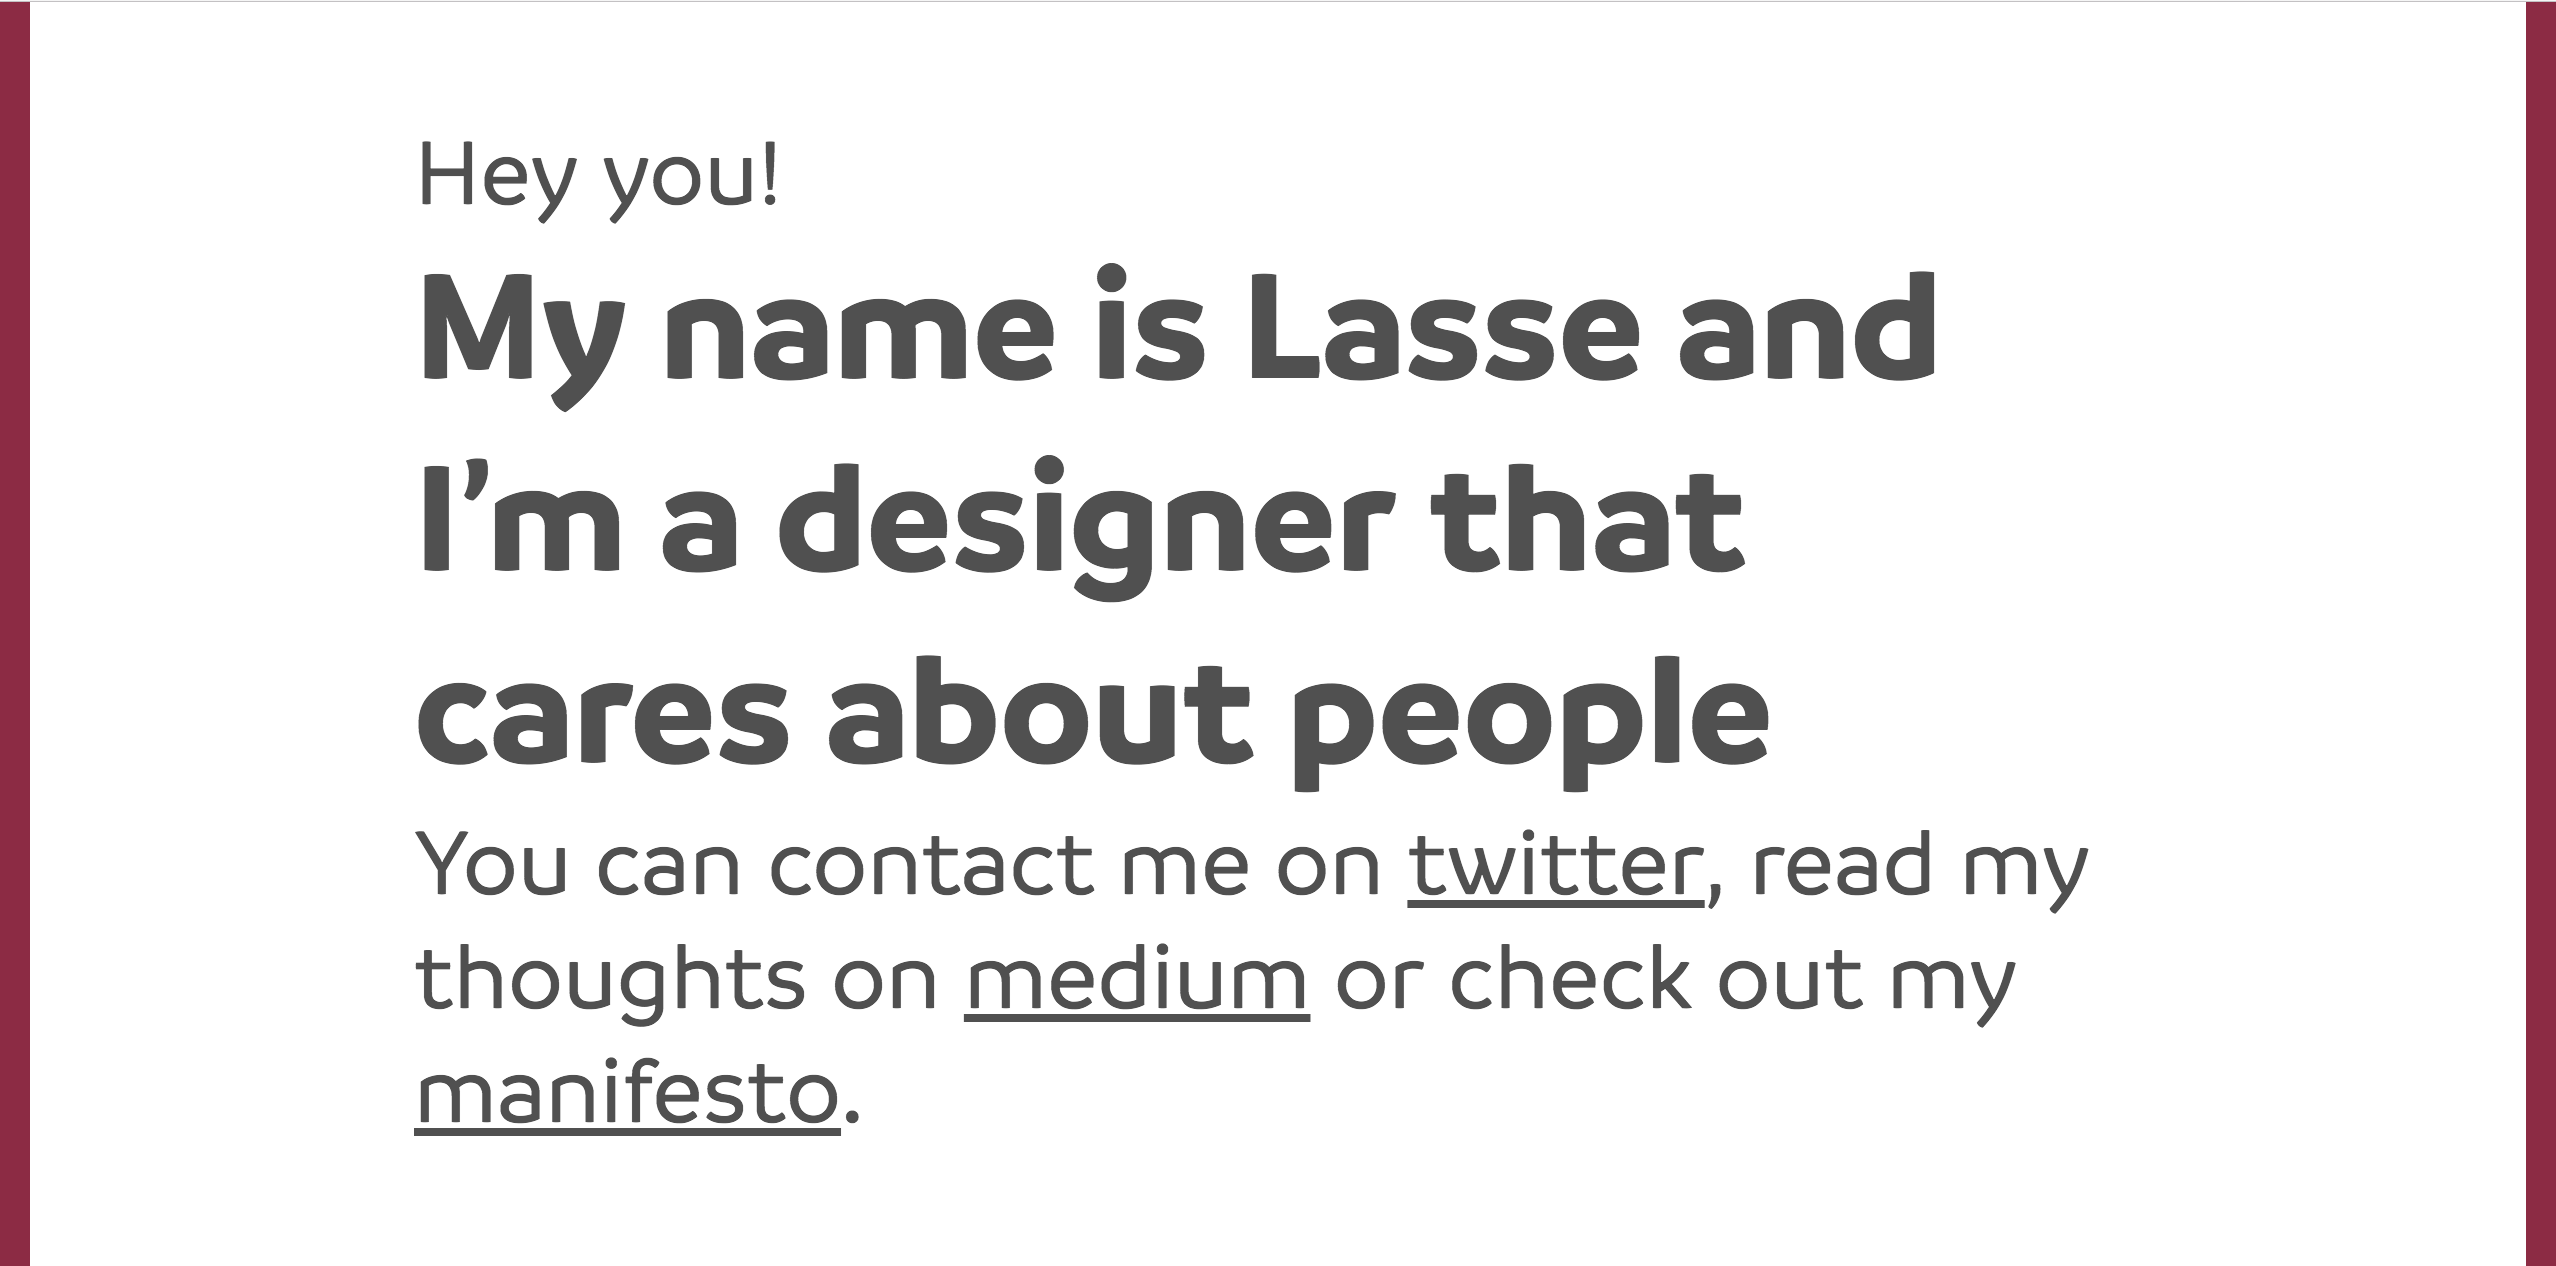 Hey you!
My name is Lasse and
I’m a designer that
cares about people
You can contact me on twitter, read my
thoughts on medium or check out my
manifesto.